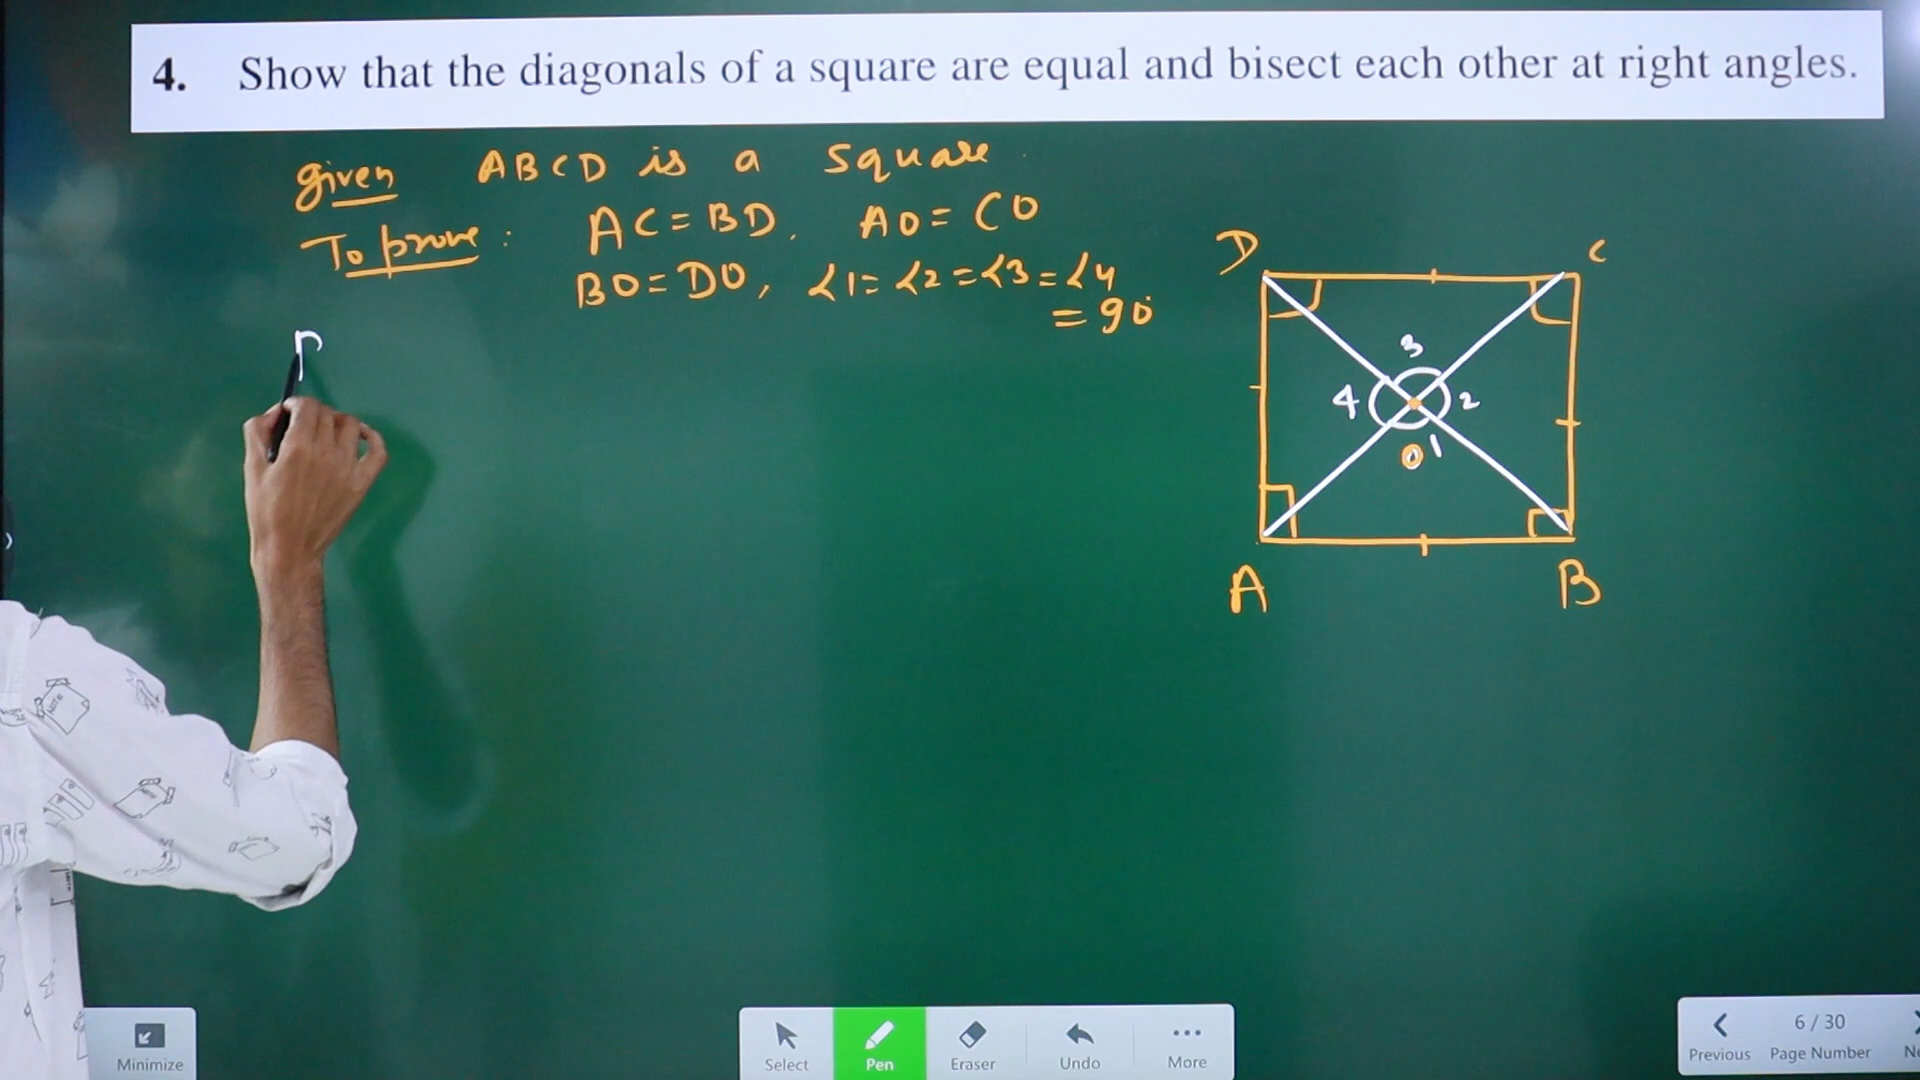 4. Show that the diagonals of a square are equal and bisect each other at right angles.
given ABCD is a square
To prove : AC = BD, AO = CO
BO = DO, ∠1 = ∠2 = ∠3 = ∠4
= 90°
D C
3
4 2
1
O
A B
Minimize
Select Pen Eraser Undo More
6 / 30
Previous Page Number